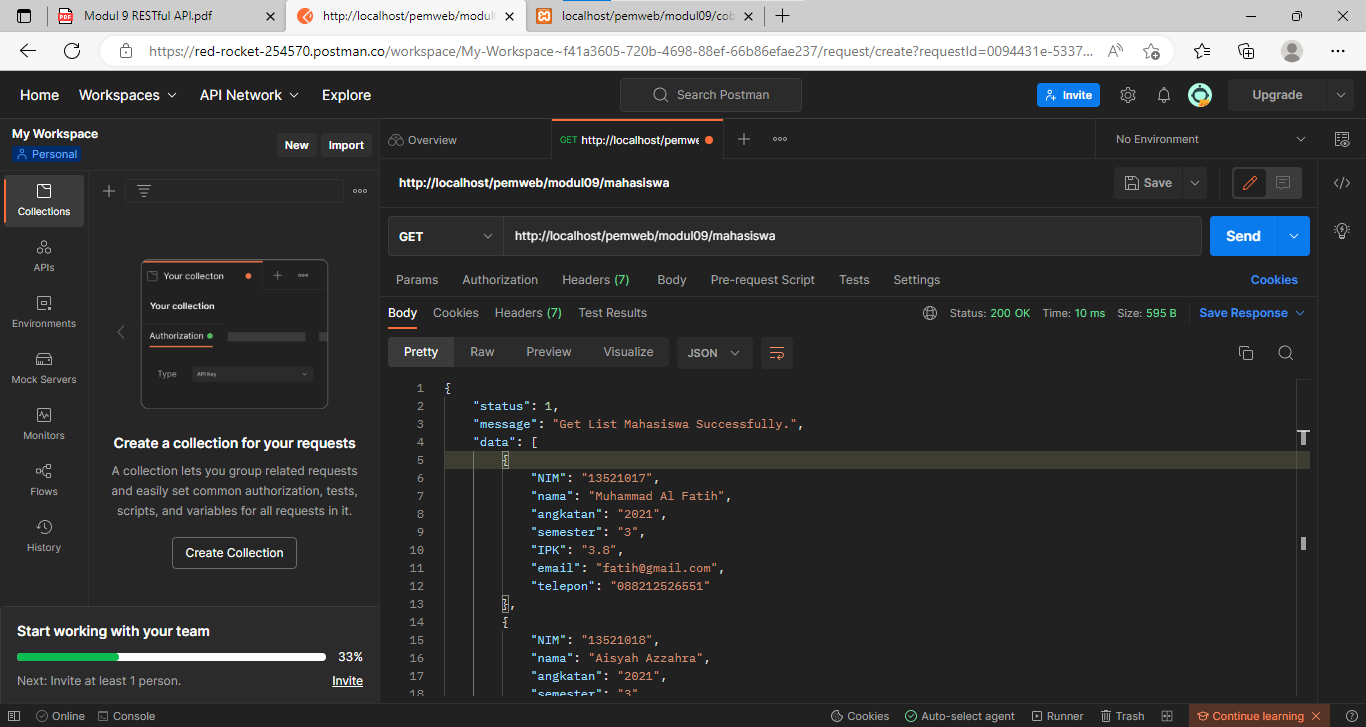 Modul 9 RESTful API.pdf
http://localhost/pemweb/modul
localhost/pemweb/modul09/cob
https://red-rocket-254570.postman.co/workspace/My-Workspace~f41a3605-720b-4698-88ef-66b86efae237/request/create?requestId=0094431e-5337...
Home Workspaces API Network Explore
Search Postman
Invite
Upgrade
My Workspace
Personal
New Import
Overview
GET http://localhost/pemwe
No Environment
http://localhost/pemweb/modul09/mahasiswa
Save
GET
http://localhost/pemweb/modul09/mahasiswa
Send
Params Authorization Headers (7) Body Pre-request Script Tests Settings
Cookies
Body Cookies Headers (7) Test Results
Status: 200 OK Time: 10 ms Size: 595 B Save Response
Pretty Raw Preview Visualize JSON
1 {
2 "status": 1,
3 "message": "Get List Mahasiswa Successfully.",
4 "data": [
5 {
6 "NIM": "13521017",
7 "nama": "Muhammad Al Fatih",
8 "angkatan": "2021",
9 "semester": "3",
10 "IPK": "3.8",
11 "email": "fatih@gmail.com",
12 "telepon": "088212526551"
13 },
14 {
15 "NIM": "13521018",
16 "nama": "Aisyah Azzahra",
17 "angkatan": "2021",
18 "semester": "3"
Collections
APIs
Environments
Mock Servers
Monitors
Flows
History
Your collecton
Your collection
Authorization
Type API Key
Create a collection for your requests
A collection lets you group related requests
and easily set common authorization, tests,
scripts, and variables for all requests in it.
Create Collection
Start working with your team
33%
Next: Invite at least 1 person. Invite
Online Console
Cookies Auto-select agent Runner Trash Continue learning